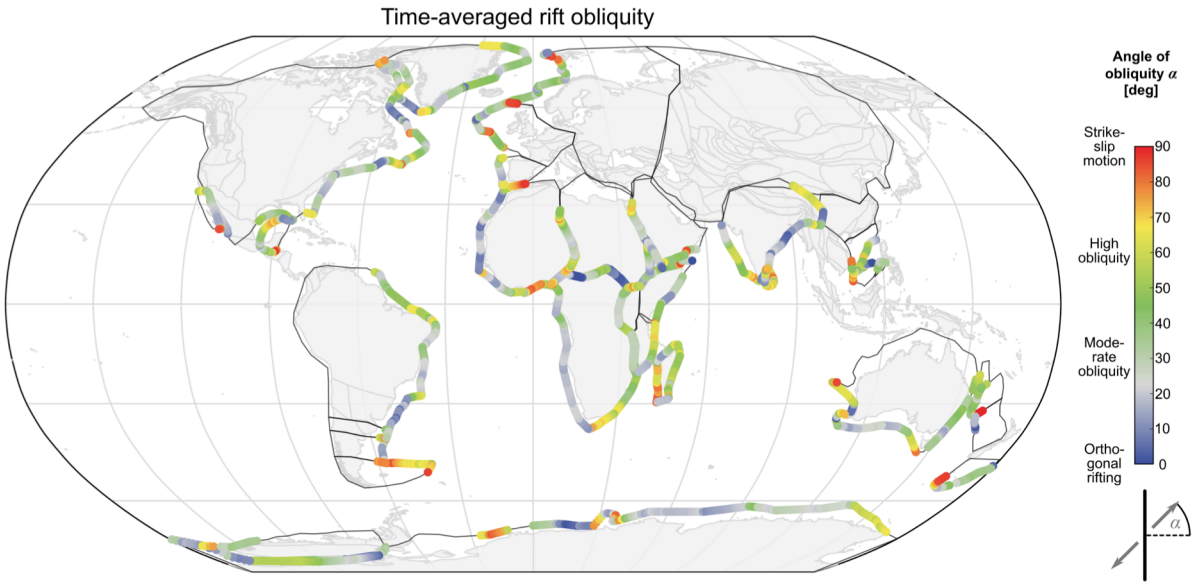 Time-averaged rift obliquity
Angle of
obliquity α
[deg]
Strike-
slip
motion
90
80
70
High
obliquity
60
50
40
Mode-
rate
obliquity
30
20
10
Ortho-
gonal
rifting
0
α